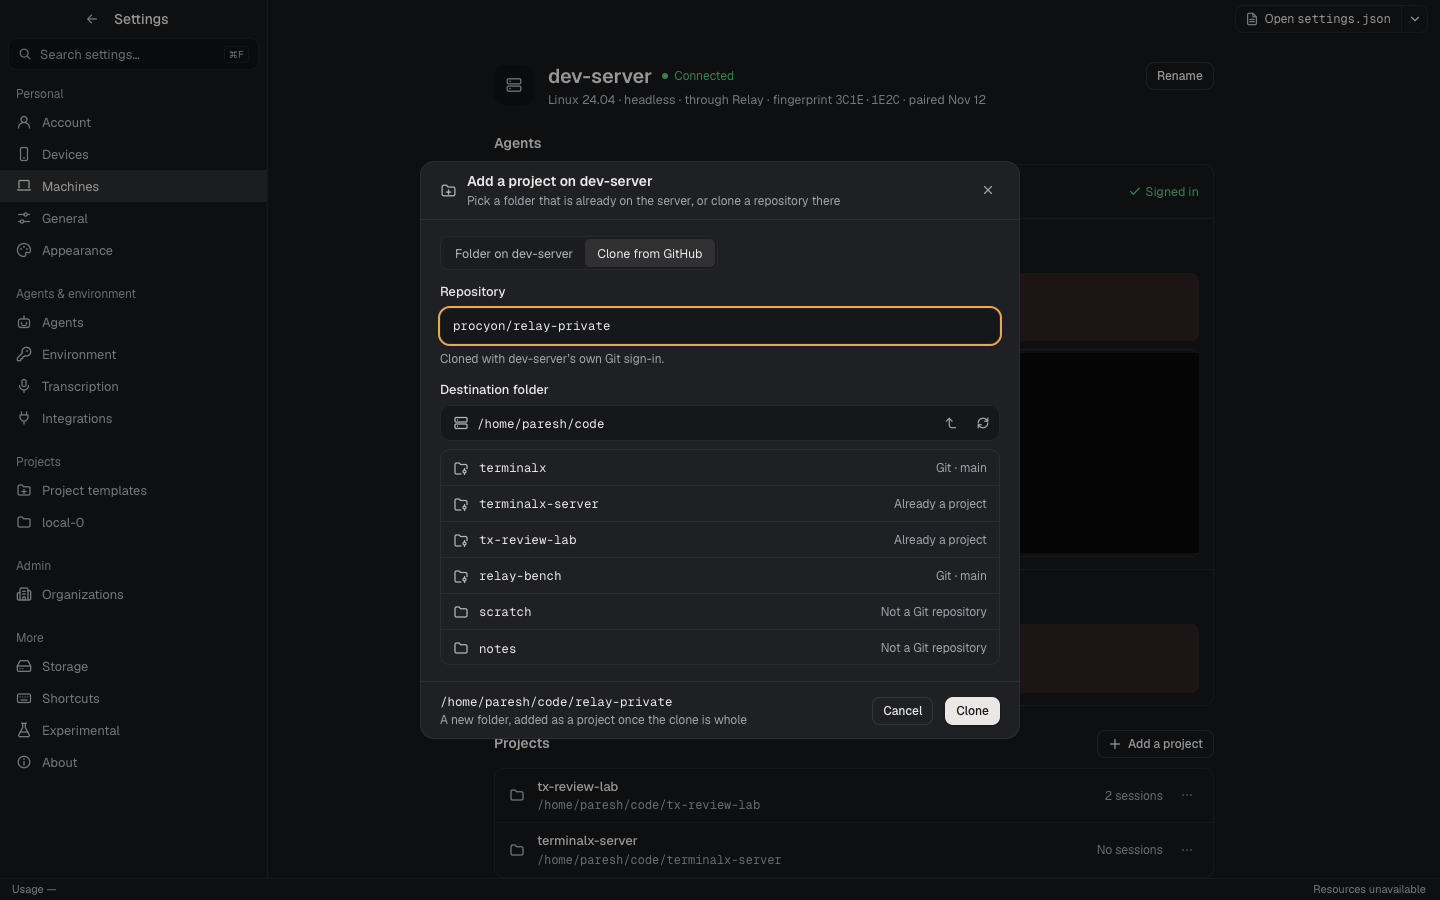 Settings
Open settings.json
Search settings…
⌘F
Personal
Account
Devices
Machines
General
Appearance
Agents & environment
Agents
Environment
Transcription
Integrations
Projects
Project templates
local-0
Admin
Organizations
More
Storage
Shortcuts
Experimental
About
dev-server
Connected
Rename
Linux 24.04 · headless · through Relay · fingerprint 3C1E·1E2C · paired Nov 12
Agents
Signed in
Add a project on dev-server
Pick a folder that is already on the server, or clone a repository there
Folder on dev-server
Clone from GitHub
Repository
procyon/relay-private
Cloned with dev-server's own Git sign-in.
Destination folder
/home/paresh/code
terminalx Git · main
terminalx-server Already a project
tx-review-lab Already a project
relay-bench Git · main
scratch Not a Git repository
notes Not a Git repository
/home/paresh/code/relay-private
A new folder, added as a project once the clone is whole
Cancel
Clone
Projects
Add a project
tx-review-lab
/home/paresh/code/tx-review-lab
2 sessions
terminalx-server
/home/paresh/code/terminalx-server
No sessions
Usage —
Resources unavailable